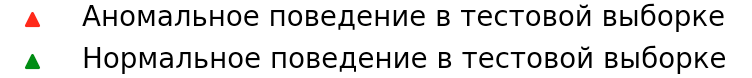 Аномальное поведение в тестовой выборке
Нормальное поведение в тестовой выборке